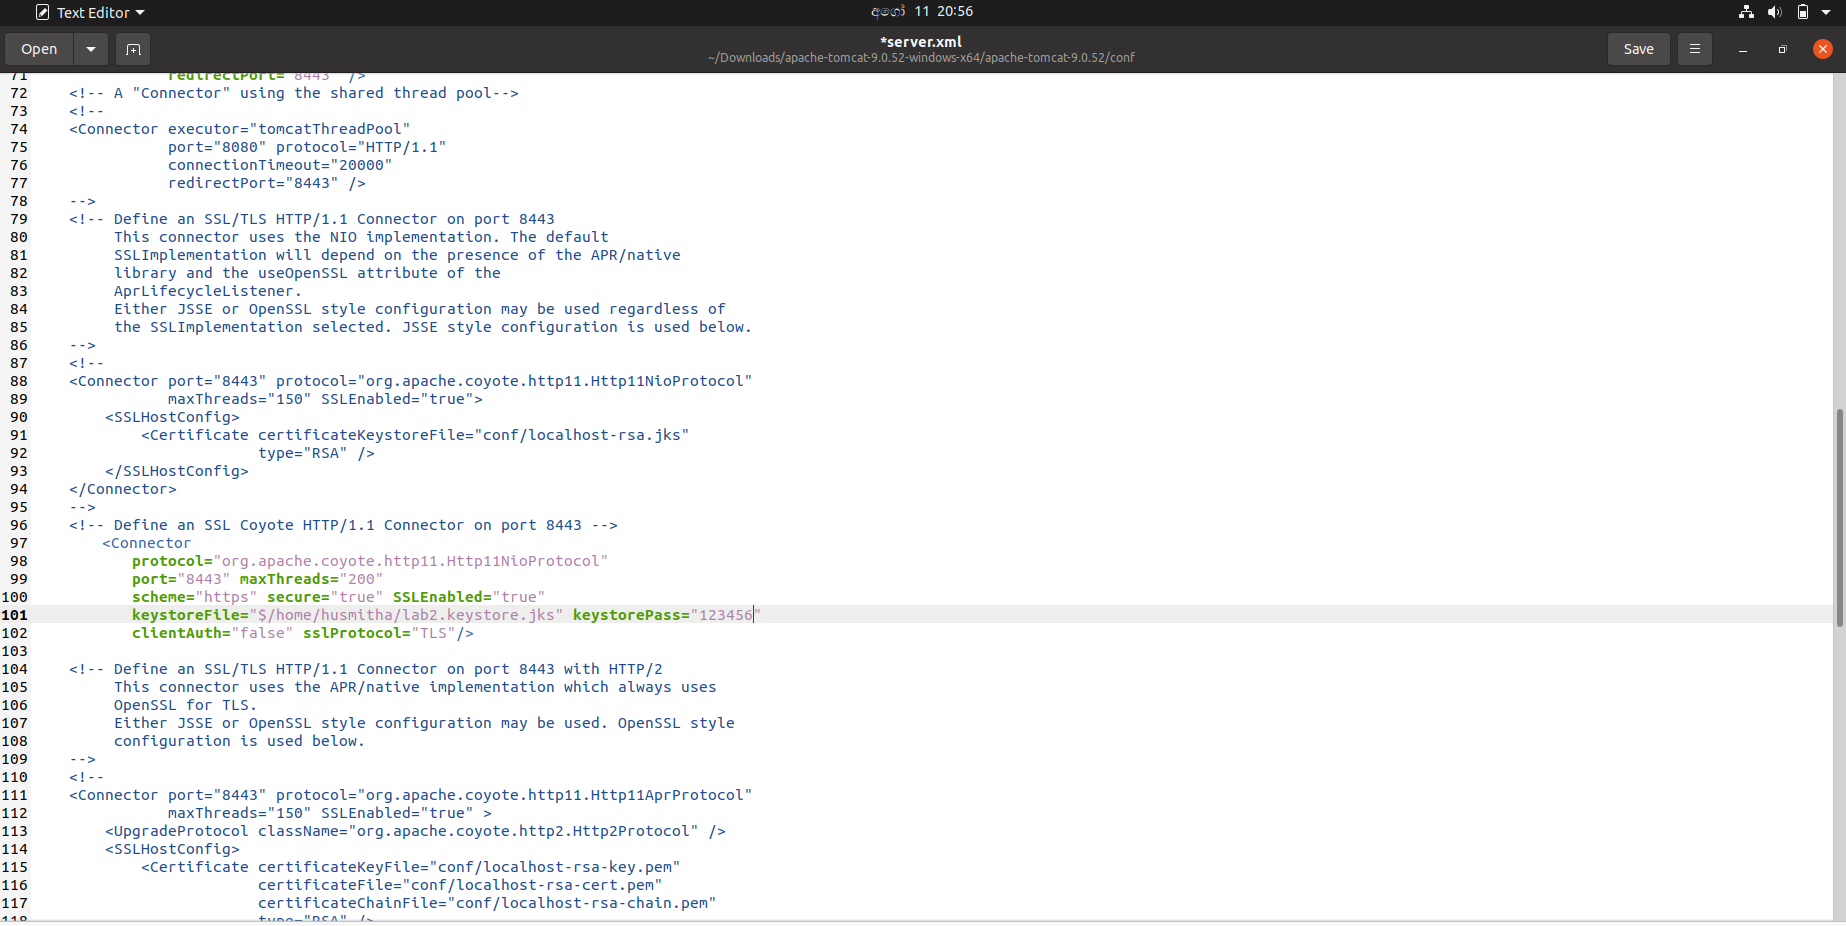 Text Editor
අගෝ 11 20:56
Open
*server.xml
~/Downloads/apache-tomcat-9.0.52-windows-x64/apache-tomcat-9.0.52/conf
Save
71 redirectPort="8443" />
72 <!-- A "Connector" using the shared thread pool-->
73 <!--
74 <Connector executor="tomcatThreadPool"
75 port="8080" protocol="HTTP/1.1"
76 connectionTimeout="20000"
77 redirectPort="8443" />
78 -->
79 <!-- Define an SSL/TLS HTTP/1.1 Connector on port 8443
80 This connector uses the NIO implementation. The default
81 SSLImplementation will depend on the presence of the APR/native
82 library and the useOpenSSL attribute of the
83 AprLifecycleListener.
84 Either JSSE or OpenSSL style configuration may be used regardless of
85 the SSLImplementation selected. JSSE style configuration is used below.
86 -->
87 <!--
88 <Connector port="8443" protocol="org.apache.coyote.http11.Http11NioProtocol"
89 maxThreads="150" SSLEnabled="true">
90 <SSLHostConfig>
91 <Certificate certificateKeystoreFile="conf/localhost-rsa.jks"
92 type="RSA" />
93 </SSLHostConfig>
94 </Connector>
95 -->
96 <!-- Define an SSL Coyote HTTP/1.1 Connector on port 8443 -->
97 <Connector
98 protocol="org.apache.coyote.http11.Http11NioProtocol"
99 port="8443" maxThreads="200"
100 scheme="https" secure="true" SSLEnabled="true"
101 keystoreFile="$/home/husmitha/lab2.keystore.jks" keystorePass="123456"
102 clientAuth="false" sslProtocol="TLS"/>
103
104 <!-- Define an SSL/TLS HTTP/1.1 Connector on port 8443 with HTTP/2
105 This connector uses the APR/native implementation which always uses
106 OpenSSL for TLS.
107 Either JSSE or OpenSSL style configuration may be used. OpenSSL style
108 configuration is used below.
109 -->
110 <!--
111 <Connector port="8443" protocol="org.apache.coyote.http11.Http11AprProtocol"
112 maxThreads="150" SSLEnabled="true" >
113 <UpgradeProtocol className="org.apache.coyote.http2.Http2Protocol" />
114 <SSLHostConfig>
115 <Certificate certificateKeyFile="conf/localhost-rsa-key.pem"
116 certificateFile="conf/localhost-rsa-cert.pem"
117 certificateChainFile="conf/localhost-rsa-chain.pem"
118 type="RSA" />